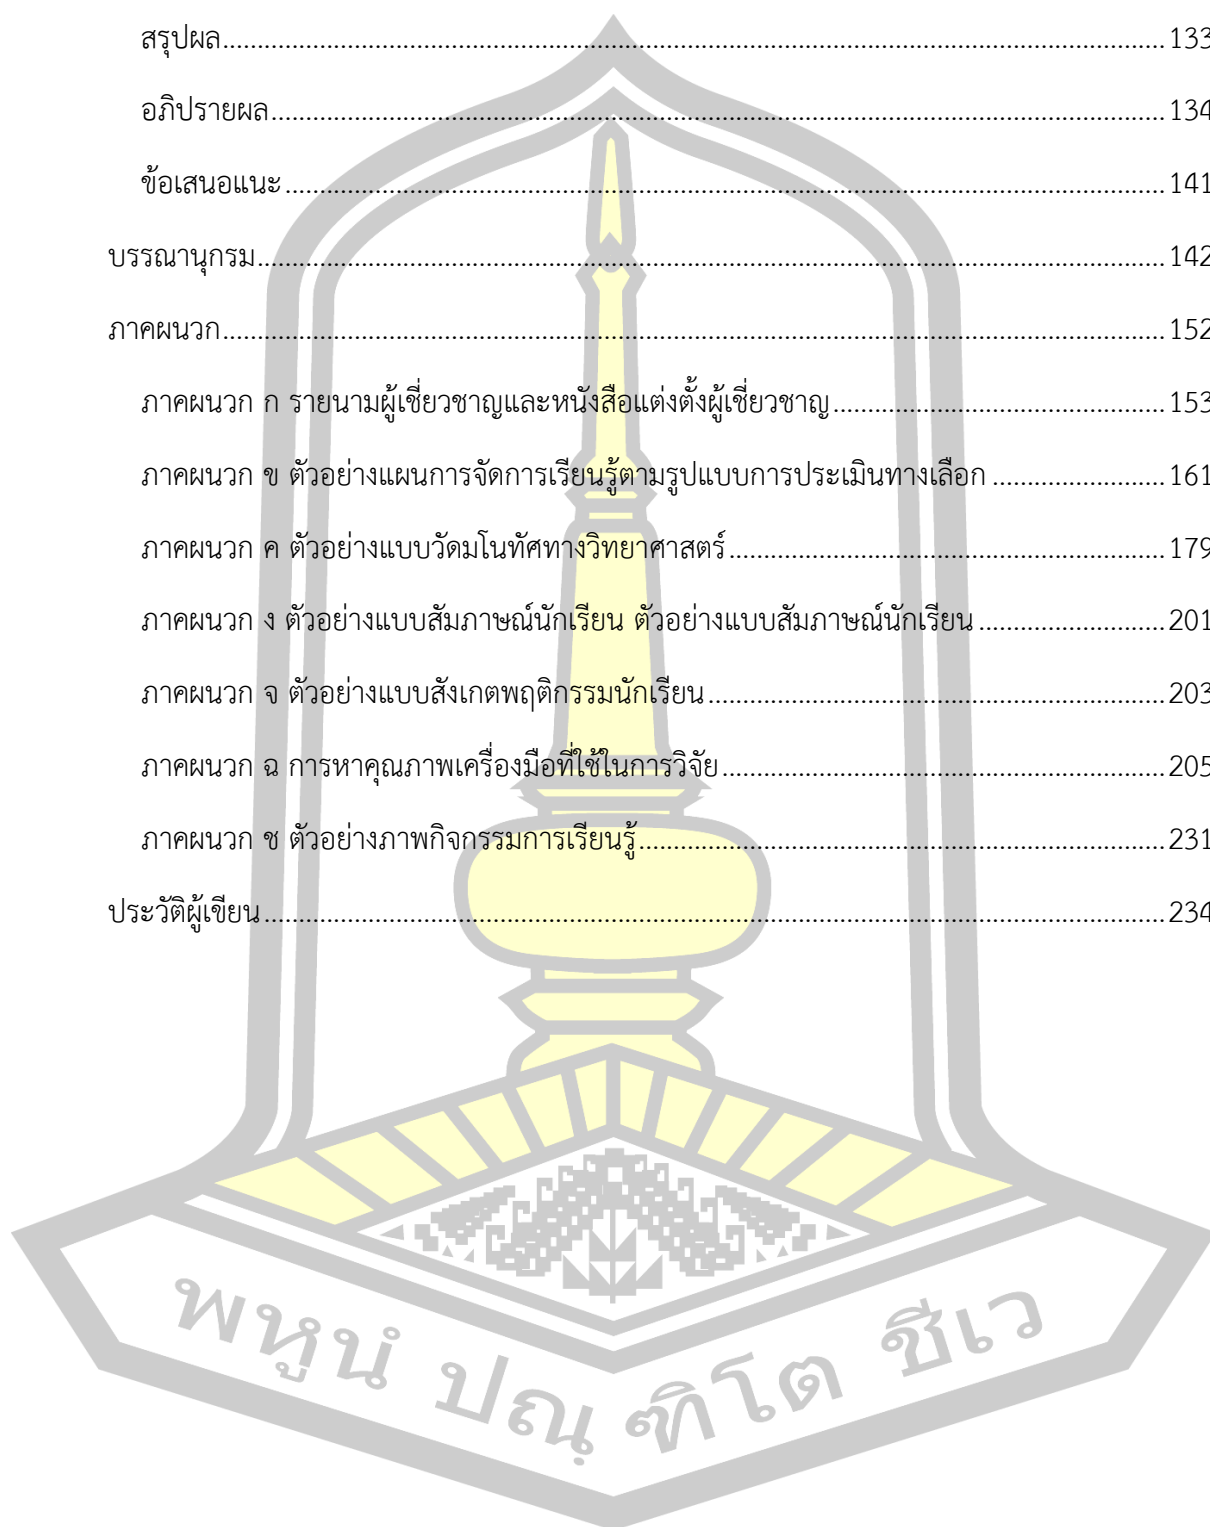 สรุปผล.......................................................................................................................................133
อภิปรายผล................................................................................................................................134
ข้อเสนอแนะ..............................................................................................................................141
บรรณานุกรม...................................................................................................................................142
ภาคผนวก........................................................................................................................................152
ภาคผนวก ก รายนามผู้เชี่ยวชาญและหนังสือแต่งตั้งผู้เชี่ยวชาญ................................................153
ภาคผนวก ข ตัวอย่างแผนการจัดการเรียนรู้ตามรูปแบบการประเมินทางเลือก .........................161
ภาคผนวก ค ตัวอย่างแบบวัดมโนทัศทางวิทยาศาสตร์...............................................................179
ภาคผนวก ง ตัวอย่างแบบสัมภาษณ์นักเรียน ตัวอย่างแบบสัมภาษณ์นักเรียน ...........................201
ภาคผนวก จ ตัวอย่างแบบสังเกตพฤติกรรมนักเรียน..................................................................203
ภาคผนวก ฉ การหาคุณภาพเครื่องมือที่ใช้ในการวิจัย................................................................205
ภาคผนวก ช ตัวอย่างภาพกิจกรรมการเรียนรู้............................................................................231
ประวัติผู้เขียน..................................................................................................................................234
พหูนํ ปณฺฑิโต ชีเว